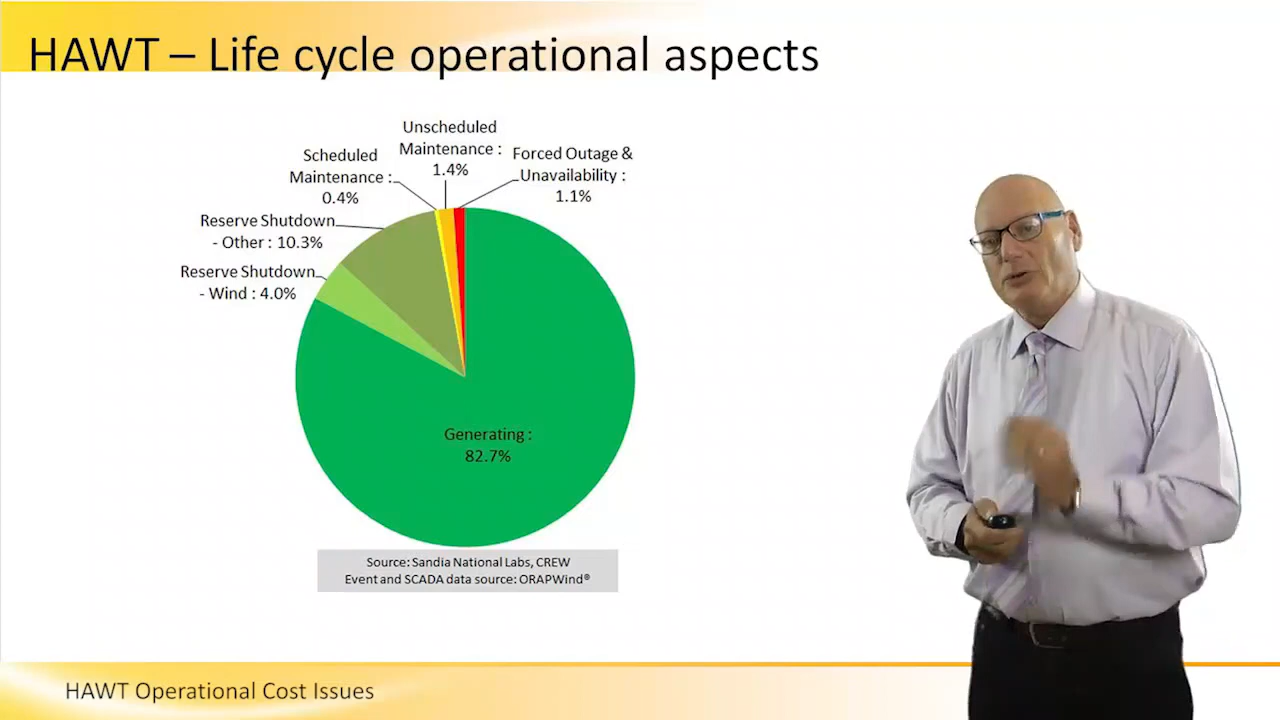 HAWT – Life cycle operational aspects
Unscheduled
Maintenance :
1.4%
Scheduled
Maintenance :
0.4%
Forced Outage &
Unavailability :
1.1%
Reserve Shutdown
- Other : 10.3%
Reserve Shutdown
- Wind : 4.0%
Generating :
82.7%
Source: Sandia National Labs, CREW
Event and SCADA data source: ORAPWind®
HAWT Operational Cost Issues